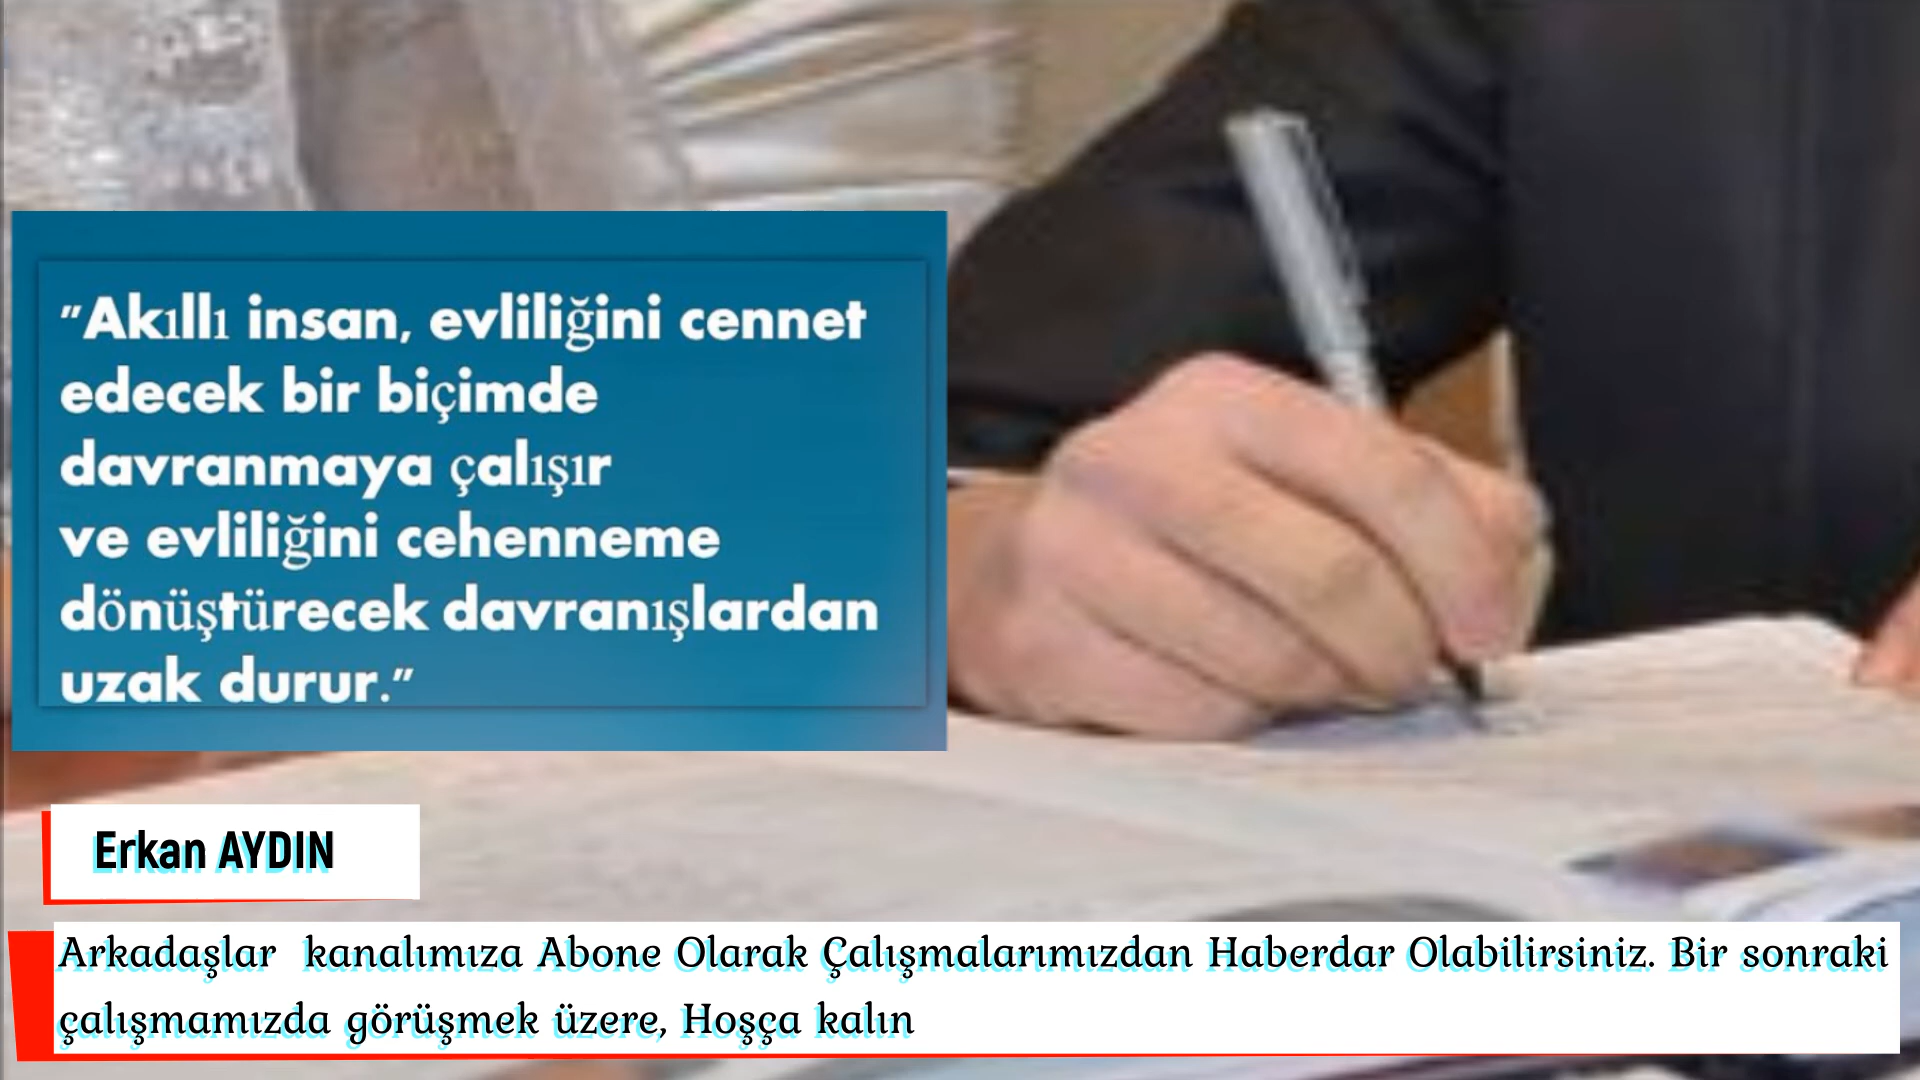 "Akıllı insan, evliliğini cennet
edecek bir biçimde
davranmaya çalışır
ve evliliğini cehenneme
dönüştürecek davranışlardan
uzak durur."
Erkan AYDIN
Arkadaşlar kanalımıza Abone Olarak Çalışmalarımızdan Haberdar Olabilirsiniz. Bir sonraki
çalışmamızda görüşmek üzere, Hoşça kalın